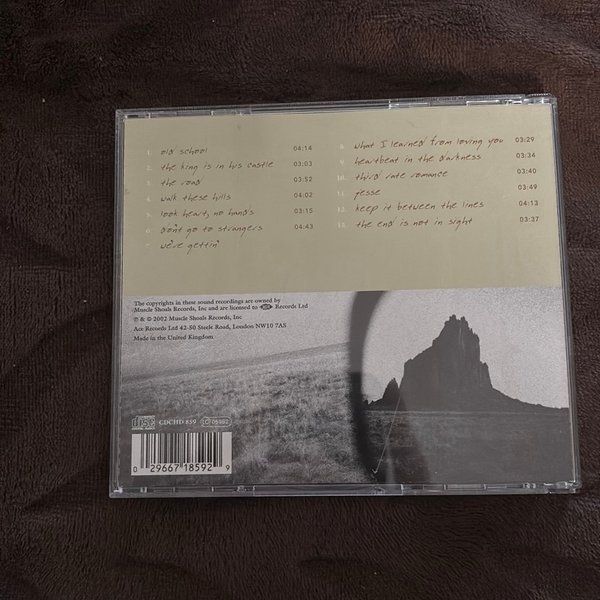 1. old school 04:14
2. the king is in his castle 03:03
3. the road 03:52
4. walk these hills 04:02
5. look heart, no hands 03:15
6. don't go to strangers 04:43
7. we're gettin'
8. what I learned from loving you 03:29
9. heartbeat in the darkness 03:34
10. third rate romance 03:40
11. jesse 03:49
12. keep it between the lines 04:13
13. the end is not in sight 03:37
The copyrights in these sound recordings are owned by
Muscle Shoals Records, Inc and are licensed to ACE Records Ltd
℗ & © 2002 Muscle Shoals Records, Inc
Ace Records Ltd 42-50 Steele Road, London NW10 7AS
Made in the United Kingdom
disc CDCHD 859
0 29667 18592 9